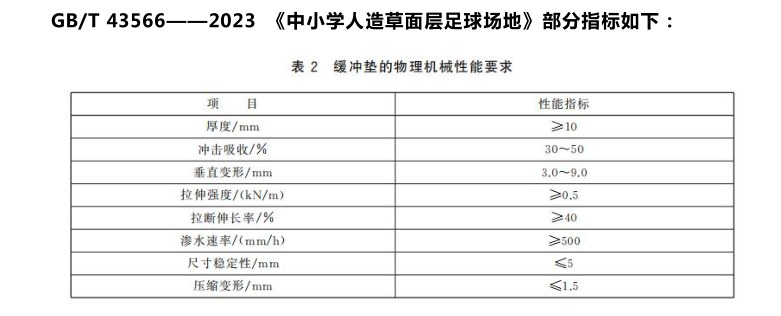 GB/T 43566——2023 《中小学人造草面层足球场地》部分指标如下：
表 2 缓冲垫的物理机械性能要求
项 目 性能指标
厚度/mm ≥10
冲击吸收/% 30～50
垂直变形/mm 3.0～9.0
拉伸强度/(kN/m) ≥0.5
拉断伸长率/% ≥40
渗水速率/(mm/h) ≥500
尺寸稳定性/mm ≤5
压缩变形/mm ≤1.5